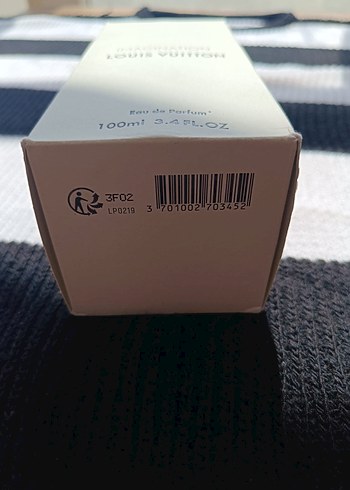 LOUIS VUITTON
Eau de Parfum
100ml 3.4FL.OZ
3F02
LP0219
3 701002 703452